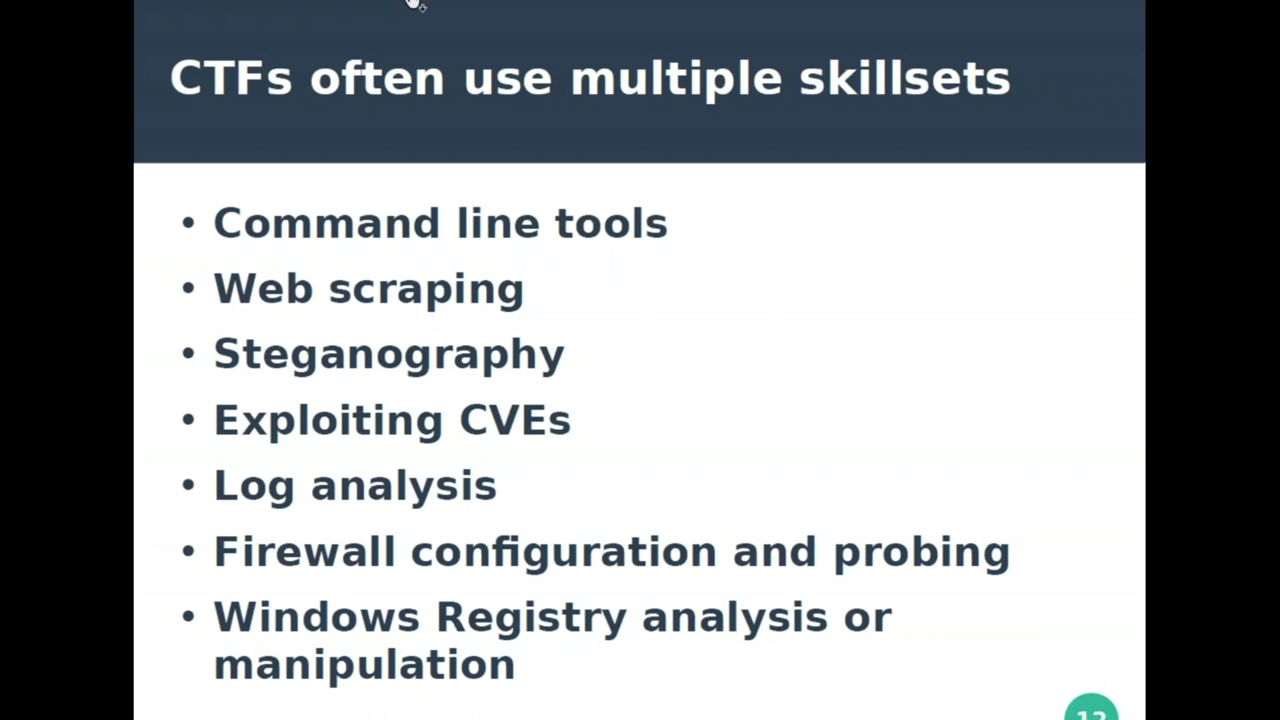 CTFs often use multiple skillsets
• Command line tools
• Web scraping
• Steganography
• Exploiting CVEs
• Log analysis
• Firewall configuration and probing
• Windows Registry analysis or
manipulation